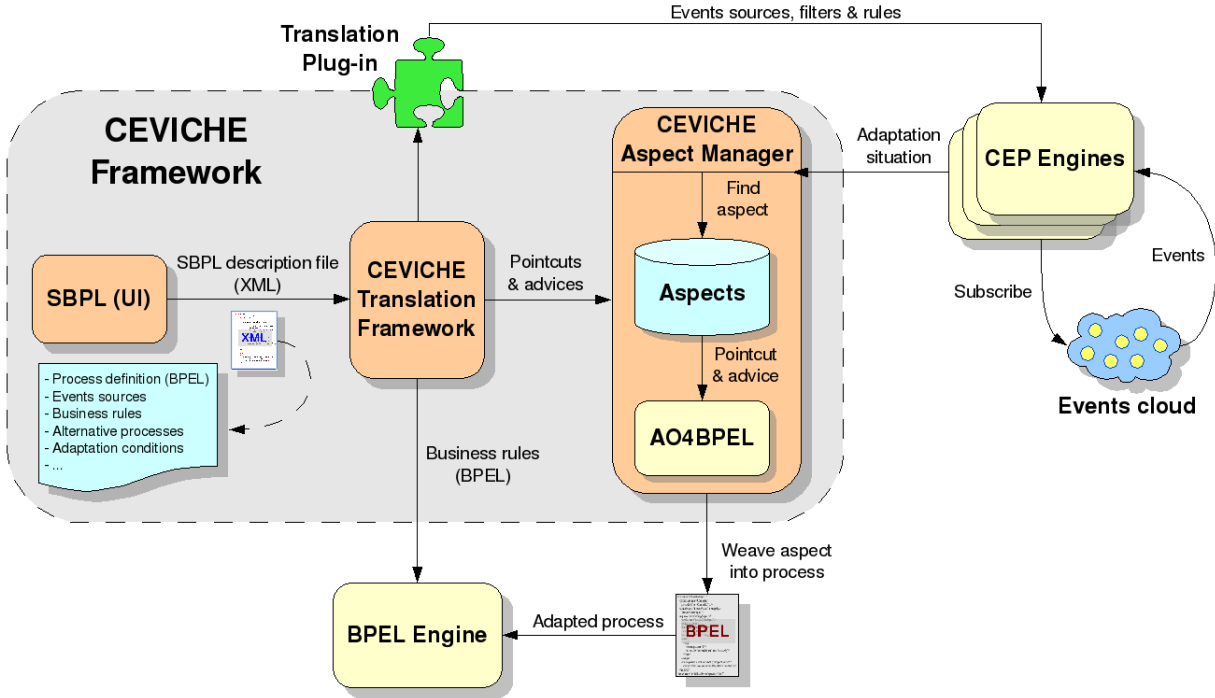 Events sources, filters & rules
Translation
Plug-in
CEVICHE
Framework
CEVICHE
Aspect Manager
Adaptation
situation
CEP Engines
Find
aspect
SBPL description file
(XML)
SBPL (UI)
CEVICHE
Translation
Framework
Pointcuts
& advices
Aspects
Events
Subscribe
XML
Pointcut
& advice
- Process definition (BPEL)
- Events sources
- Business rules
- Alternative processes
- Adaptation conditions
- ...
Events cloud
AO4BPEL
Business rules
(BPEL)
Weave aspect
into process
BPEL Engine
Adapted process
BPEL